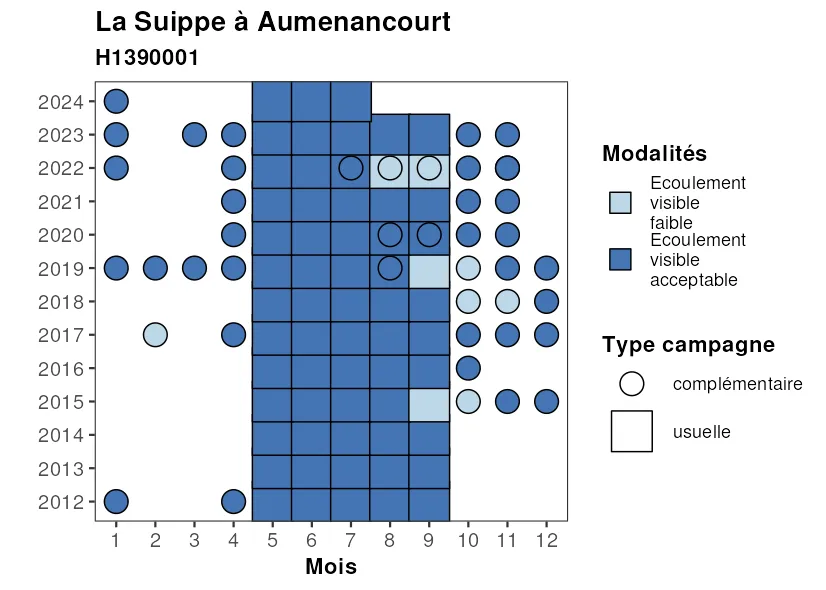 La Suippe à Aumenancourt
H1390001
2024
2023
2022
2021
2020
2019
2018
2017
2016
2015
2014
2013
2012
1 2 3 4 5 6 7 8 9 10 11 12
Mois
Modalités
Ecoulement
visible
faible
Ecoulement
visible
acceptable
Type campagne
complémentaire
usuelle